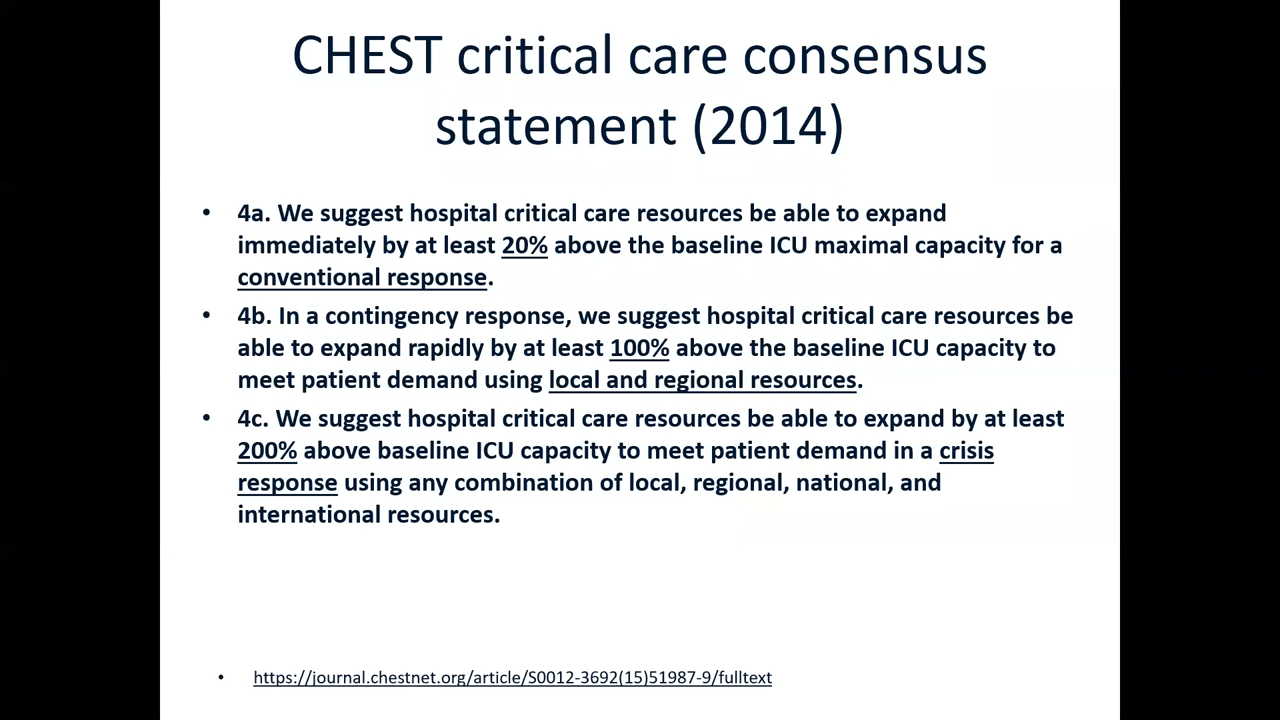 CHEST critical care consensus
statement (2014)
• 4a. We suggest hospital critical care resources be able to expand
immediately by at least 20% above the baseline ICU maximal capacity for a
conventional response.
• 4b. In a contingency response, we suggest hospital critical care resources be
able to expand rapidly by at least 100% above the baseline ICU capacity to
meet patient demand using local and regional resources.
• 4c. We suggest hospital critical care resources be able to expand by at least
200% above baseline ICU capacity to meet patient demand in a crisis
response using any combination of local, regional, national, and
international resources.
• https://journal.chestnet.org/article/S0012-3692(15)51987-9/fulltext